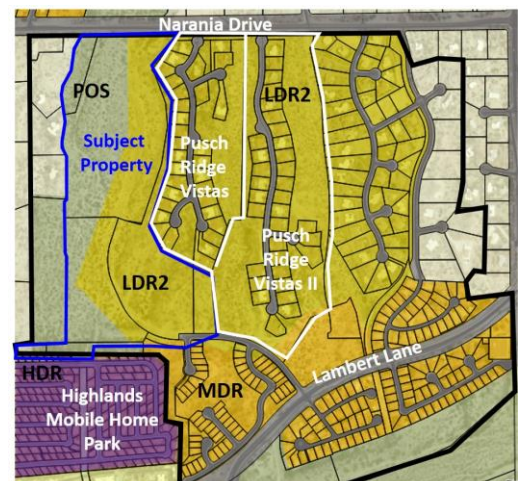 Naranja Drive
POS
LDR2
Subject
Property
Pusch
Ridge
Vistas
Pusch
Ridge
Vistas II
LDR2
HDR
MDR
Lambert Lane
Highlands
Mobile Home
Park